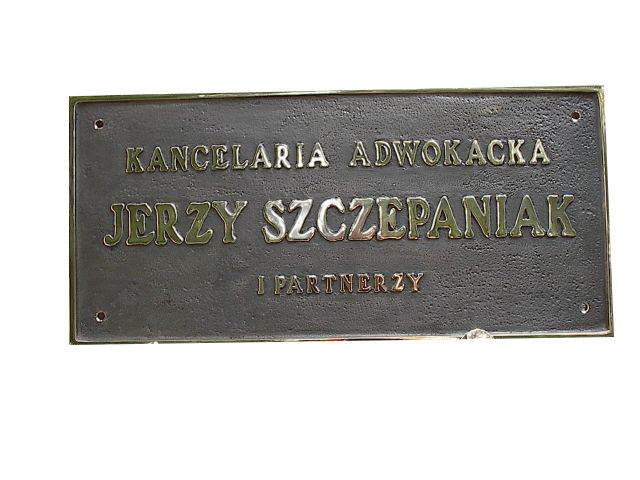 KANCELARIA ADWOKACKA
JERZY SZCZEPANIAK
I PARTNERZY